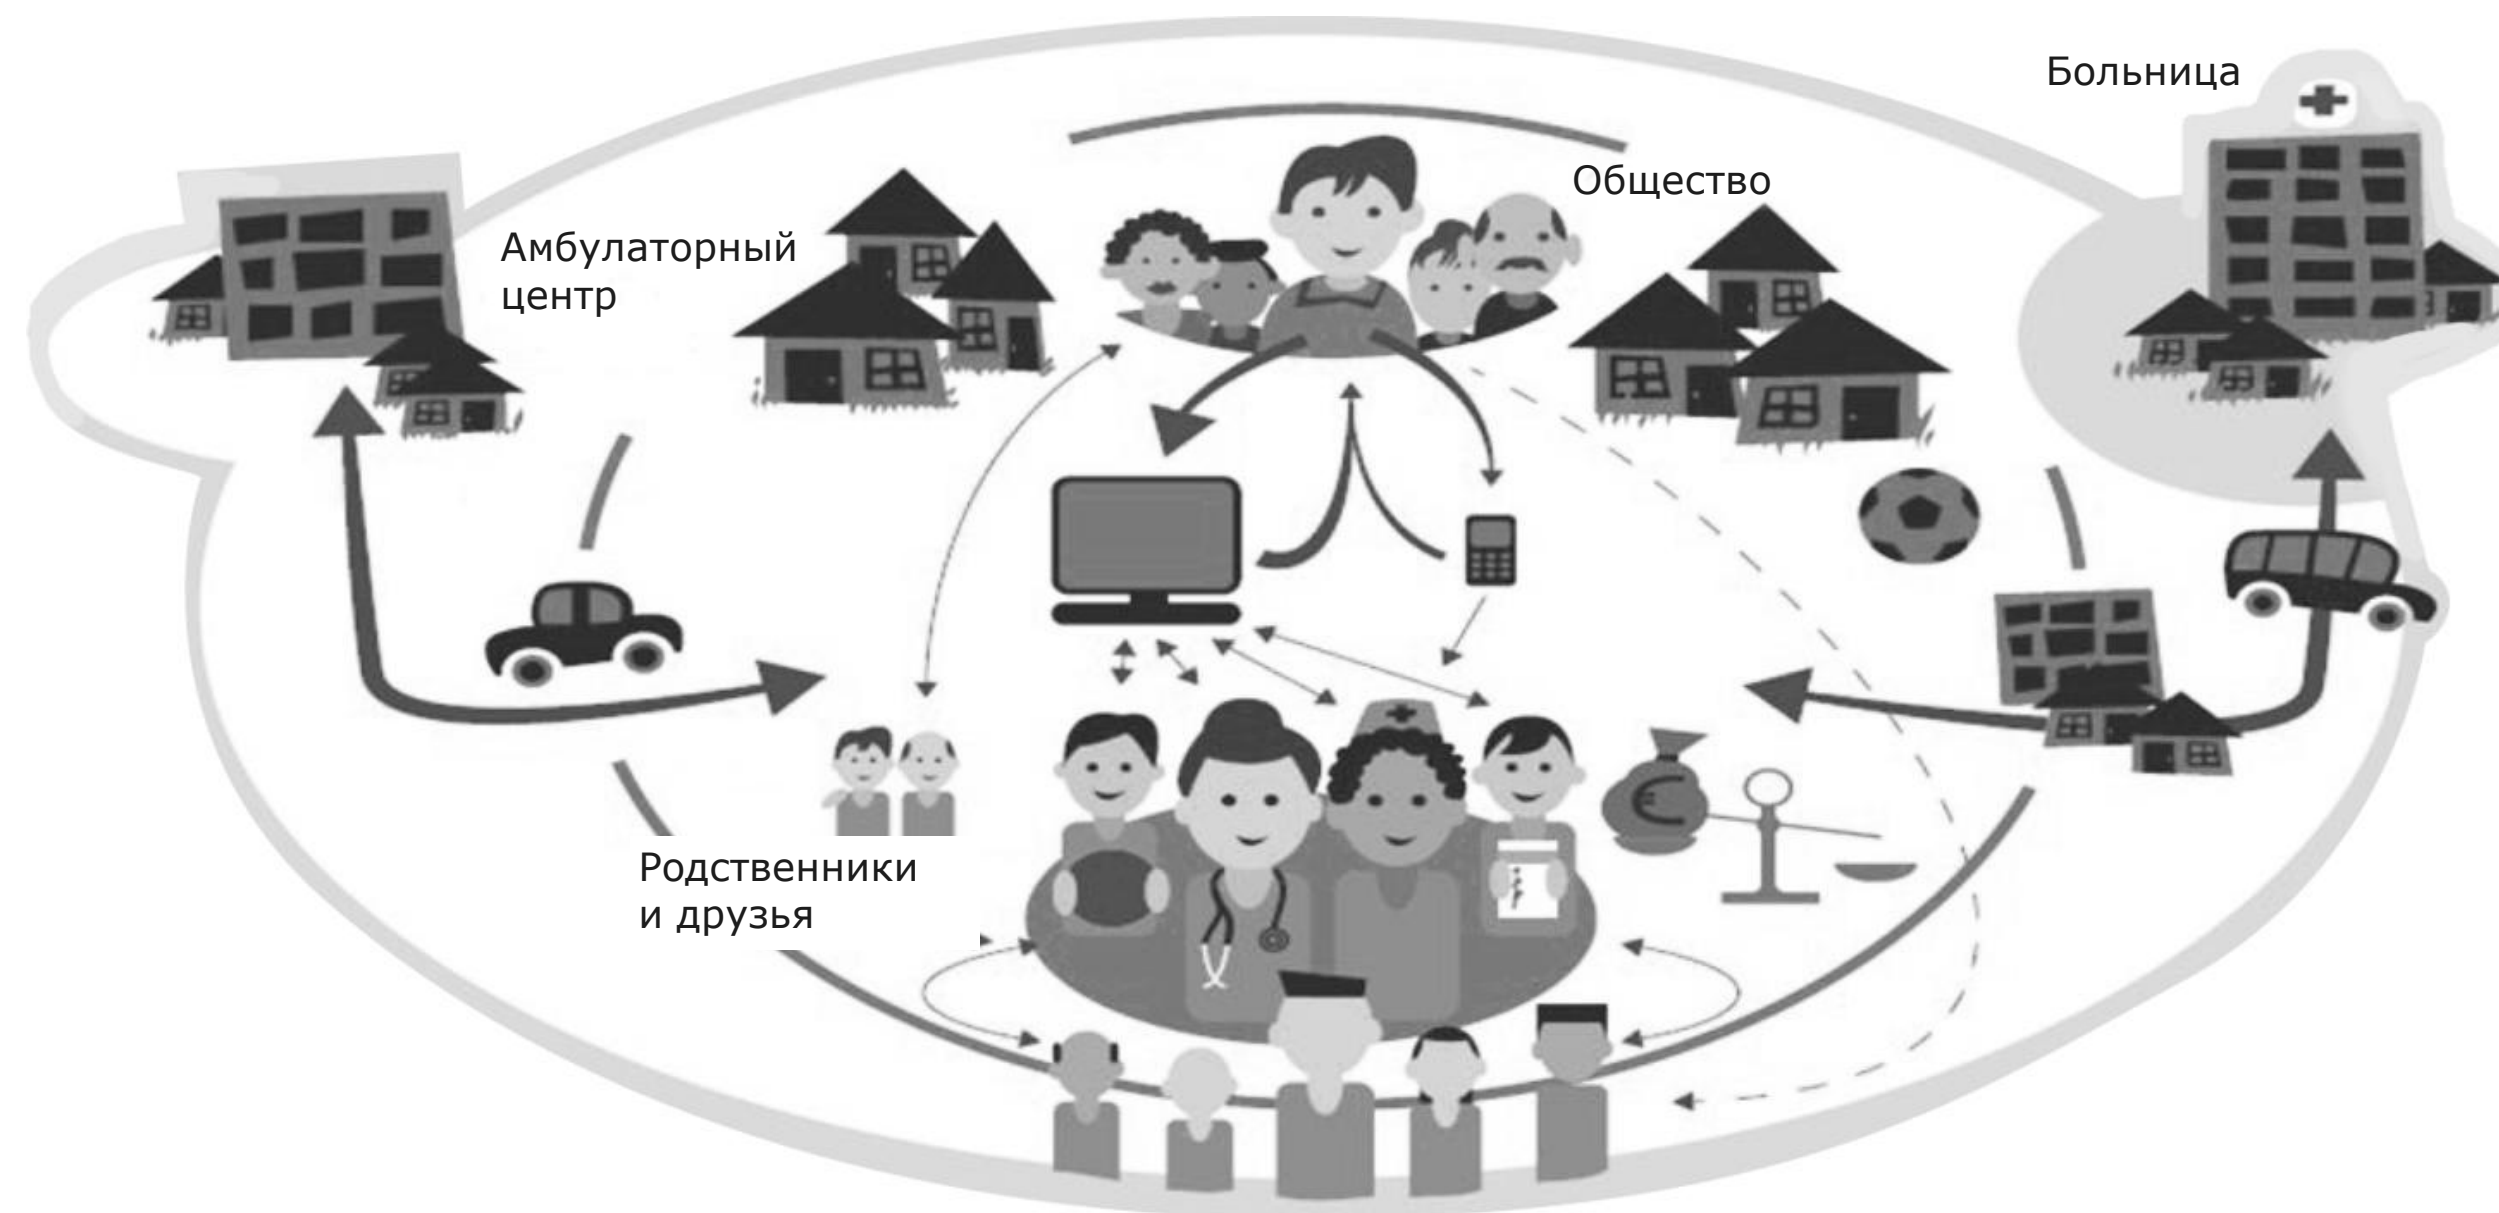 Больница
Общество
Амбулаторный
центр
Родственники
и друзья